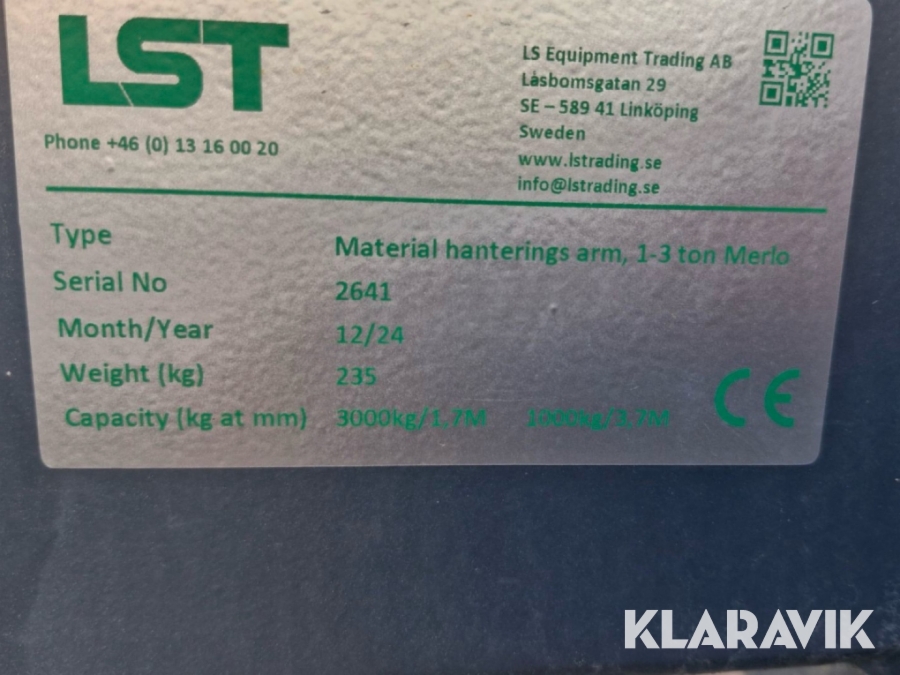 LST
Phone +46 (0) 13 16 00 20
LS Equipment Trading AB
Låsbomsgatan 29
SE – 589 41 Linköping
Sweden
www.lstrading.se
info@lstrading.se
Type Material hanterings arm, 1-3 ton Merlo
Serial No 2641
Month/Year 12/24
Weight (kg) 235
Capacity (kg at mm) 3000kg/1,7M 1000kg/3,7M
CE
KLARAVIK